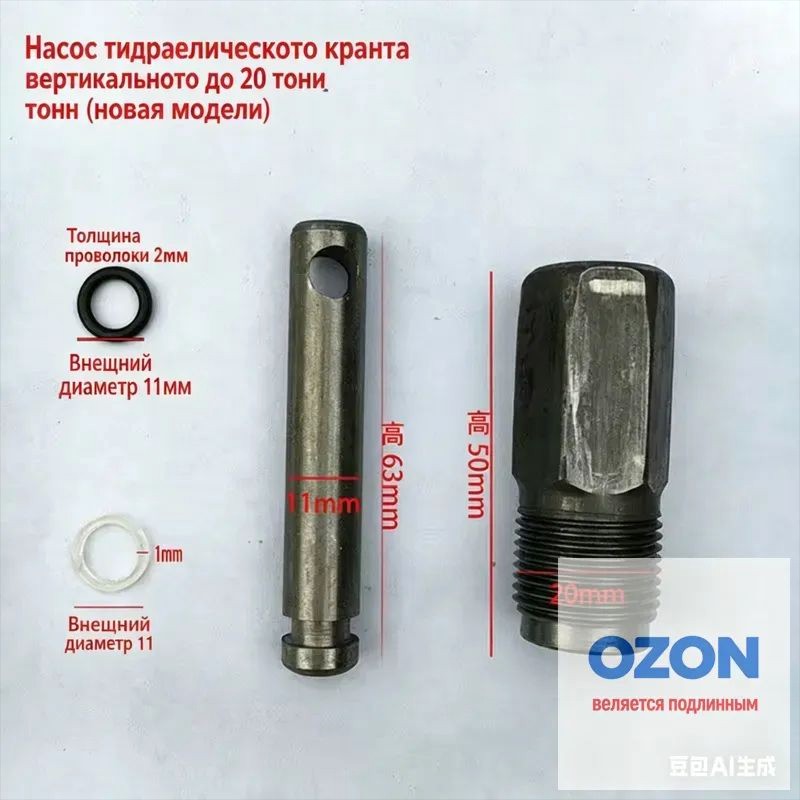 Насос тидраелического кранта
вертикального до 20 тони
тонн (новая модели)
Толщина
проволоки 2мм
Внещний
диаметр 11мм
高 63mm
高 50mm
11mm
1mm
20mm
Внещний
диаметр 11
OZON
веляется подлинным
豆包AI生成